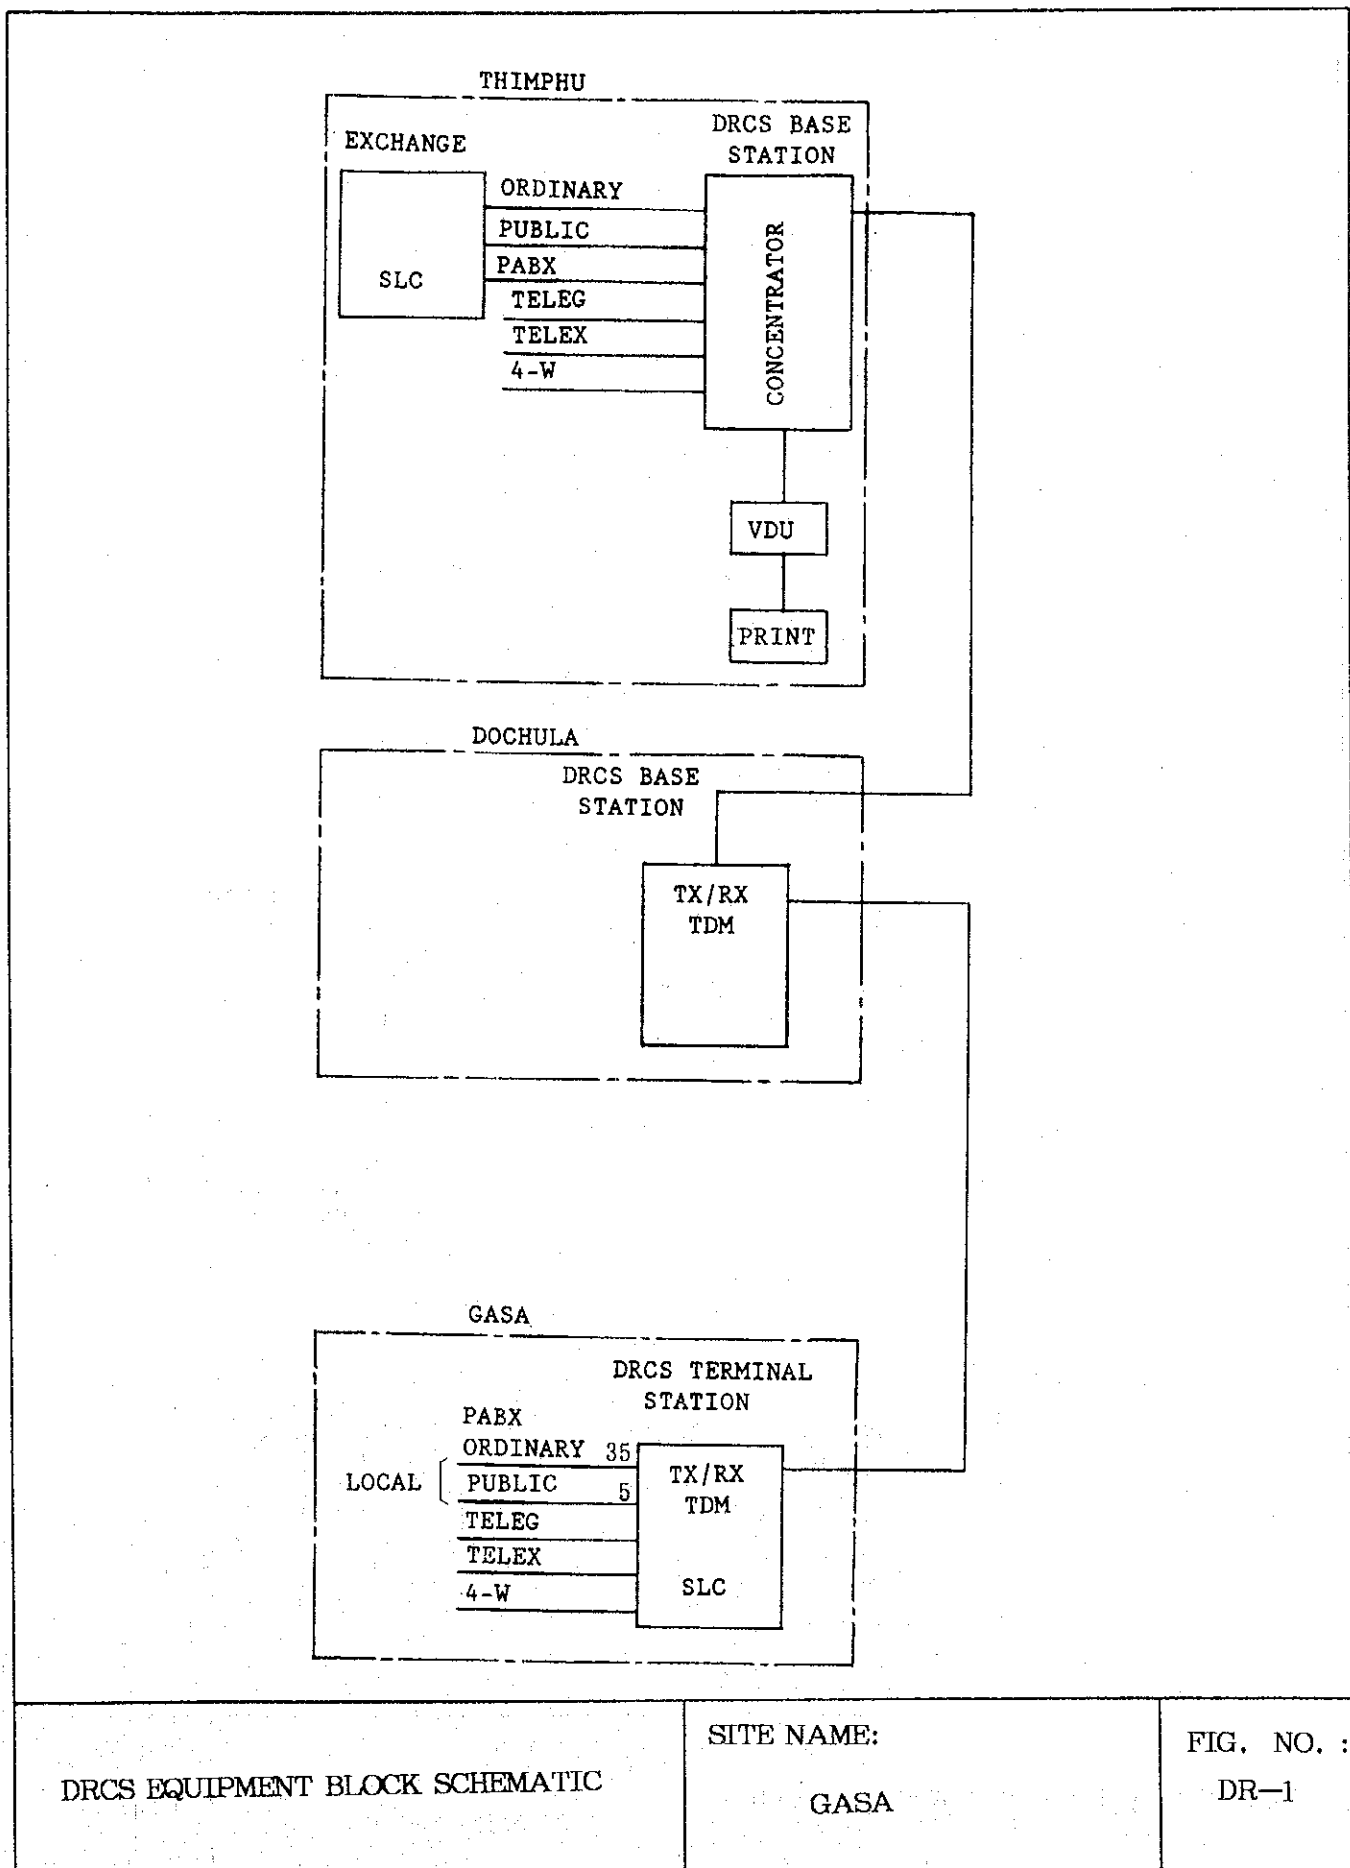 THIMPHU
EXCHANGE
DRCS BASE
STATION
ORDINARY
PUBLIC
PABX
SLC
TELEG
TELEX
4-W
CONCENTRATOR
VDU
PRINT
DOCHULA
DRCS BASE
STATION
TX/RX
TDM
GASA
DRCS TERMINAL
STATION
PABX
ORDINARY 35
LOCAL
PUBLIC 5
TELEG
TELEX
4-W
TX/RX
TDM
SLC
DRCS EQUIPMENT BLOCK SCHEMATIC
SITE NAME:
GASA
FIG. NO. :
DR-1